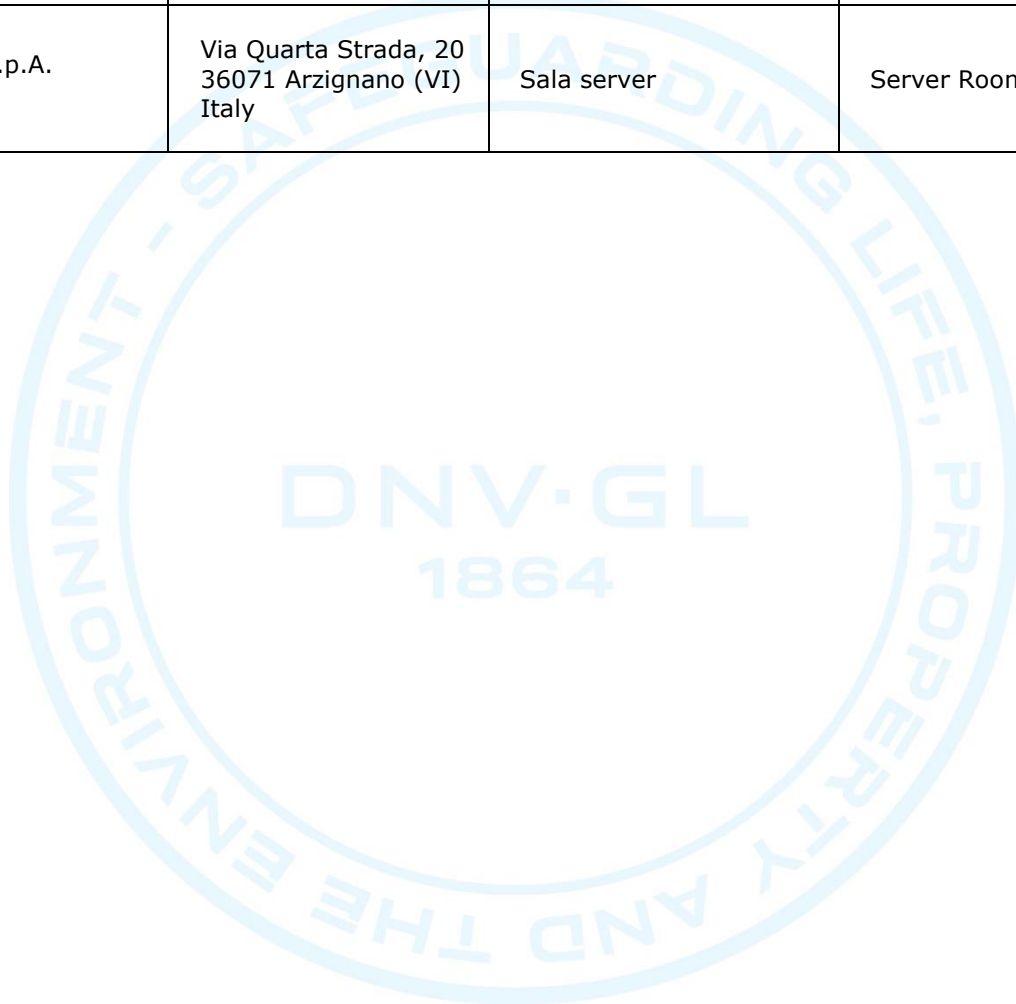 .p.A.
Via Quarta Strada, 20
36071 Arzignano (VI)
Italy
Sala server
Server Room
SAFEGUARDING LIFE, PROPERTY AND THE ENVIRONMENT -
DNV·GL
1864